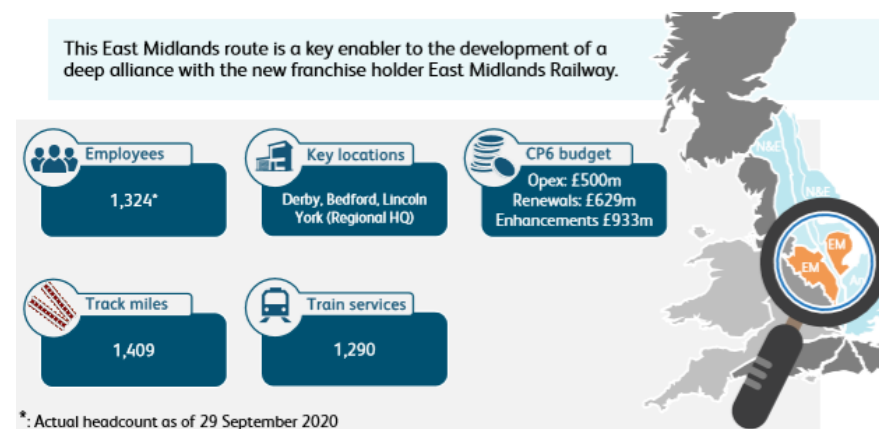 This East Midlands route is a key enabler to the development of a
deep alliance with the new franchise holder East Midlands Railway.
Employees
1,324*
Key locations
Derby, Bedford, Lincoln
York (Regional HQ)
CP6 budget
Opex: £500m
Renewals: £629m
Enhancements £933m
Track miles
1,409
Train services
1,290
N&E
N&E
EM
EM
An
*: Actual headcount as of 29 September 2020